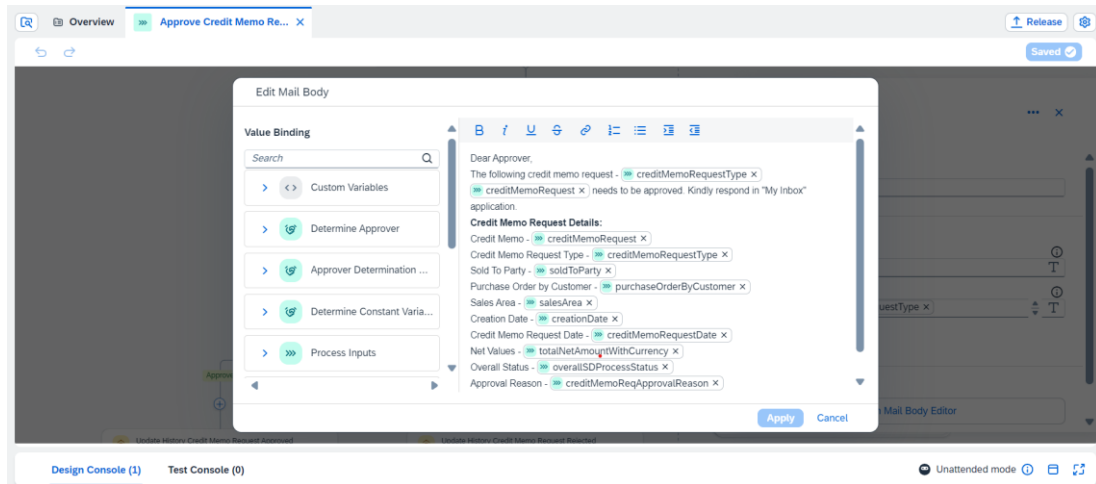 Overview
Approve Credit Memo Re...
Release
Saved
Edit Mail Body
Value Binding
Search
Custom Variables
Determine Approver
Approver Determination ...
Determine Constant Varia...
Process Inputs
Dear Approver,
The following credit memo request - creditMemoRequestType ×
creditMemoRequest × needs to be approved. Kindly respond in "My Inbox"
application.
Credit Memo Request Details:
Credit Memo - creditMemoRequest ×
Credit Memo Request Type - creditMemoRequestType ×
Sold To Party - soldToParty ×
Purchase Order by Customer - purchaseOrderByCustomer ×
Sales Area - salesArea ×
Creation Date - creationDate ×
Credit Memo Request Date - creditMemoRequestDate ×
Net Values - totalNetAmountWithCurrency ×
Overall Status - overallSDProcessStatus ×
Approval Reason - creditMemoReqApprovalReason ×
Apply
Cancel
uestType ×
Mail Body Editor
Approve
Update History Credit Memo Request Approved
Update History Credit Memo Request Rejected
Design Console (1)
Test Console (0)
Unattended mode